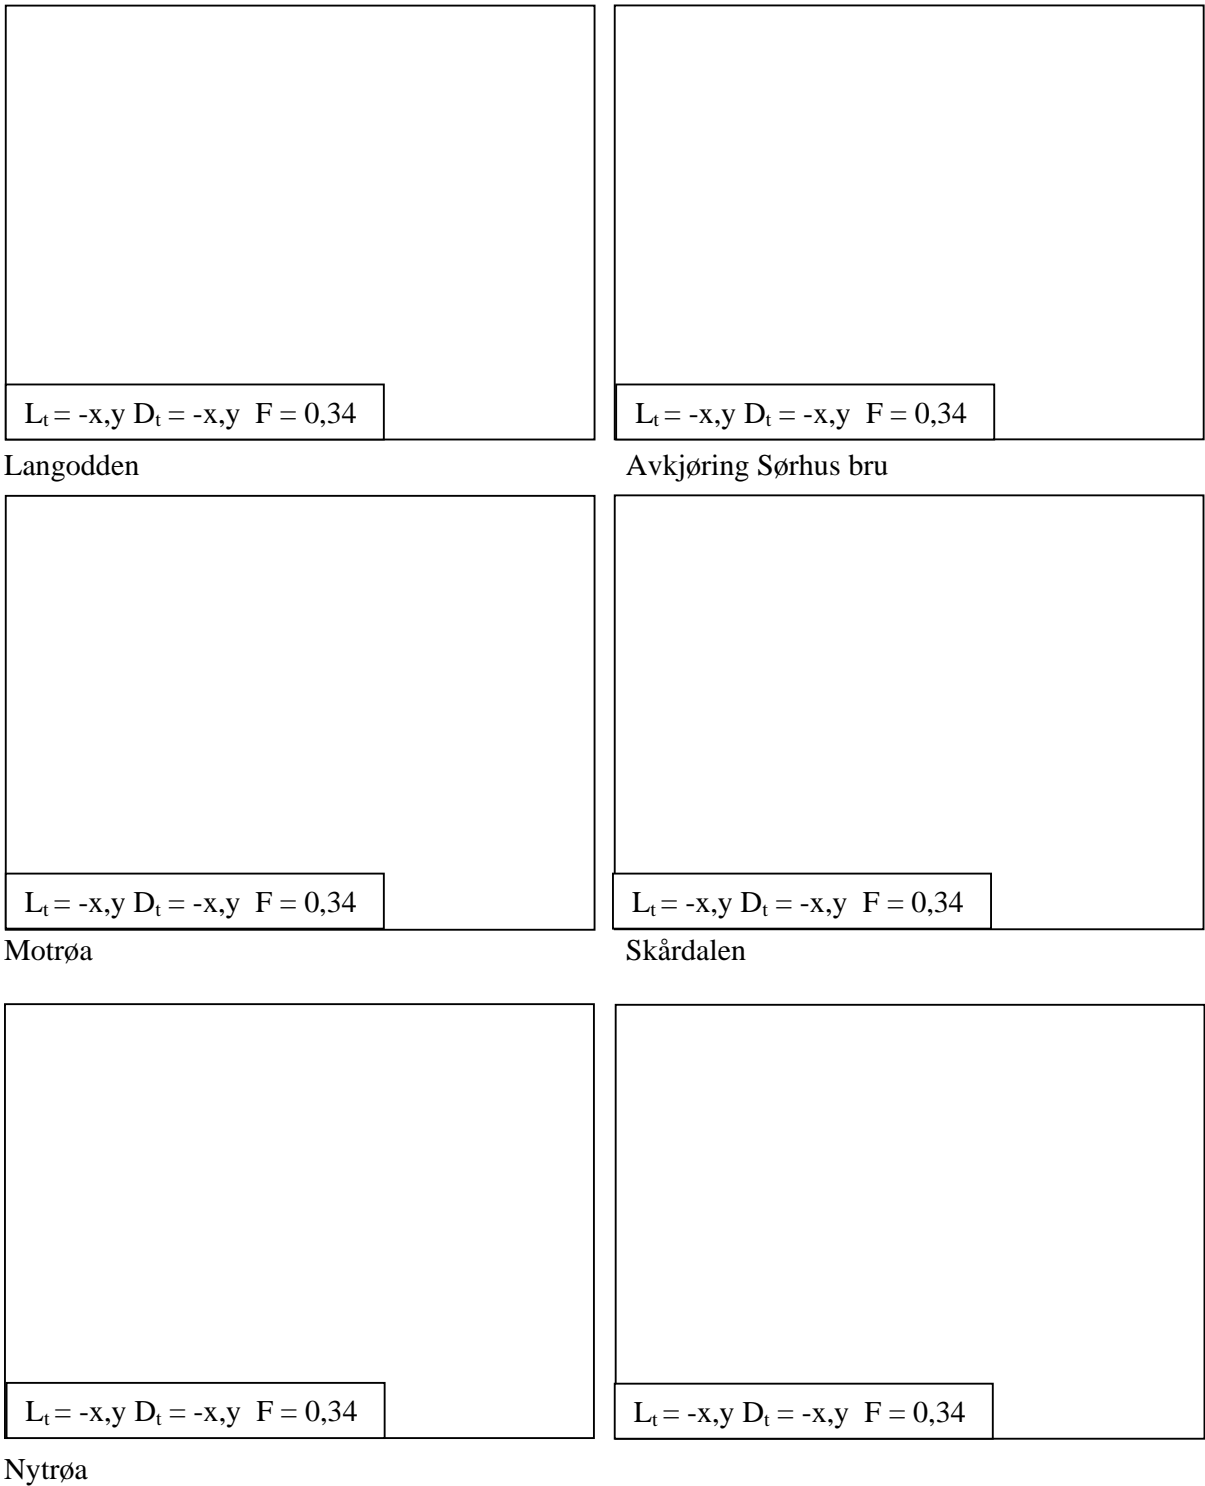 Lt = -x,y Dt = -x,y F = 0,34
Lt = -x,y Dt = -x,y F = 0,34
Langodden
Avkjøring Sørhus bru
Lt = -x,y Dt = -x,y F = 0,34
Lt = -x,y Dt = -x,y F = 0,34
Motrøa
Skårdalen
Lt = -x,y Dt = -x,y F = 0,34
Lt = -x,y Dt = -x,y F = 0,34
Nytrøa